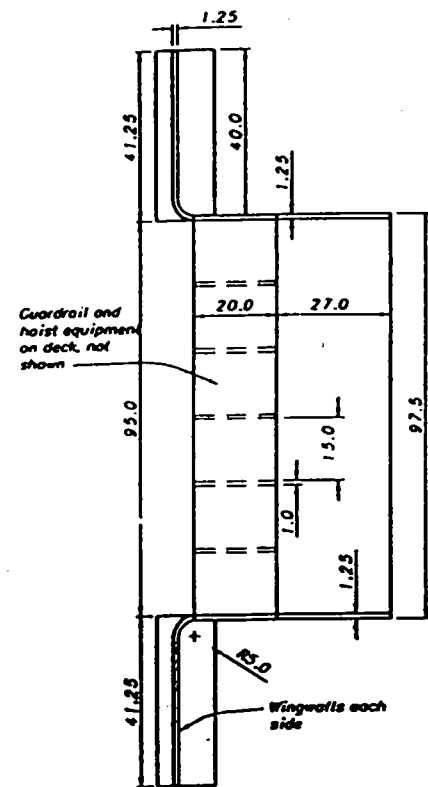 1.25
41.25
40.0
1.25
Guardrail and
hoist equipment
on deck, not
shown
20.0
27.0
95.0
15.0
97.5
1.0
1.25
R5.0
41.25
Wingwalls each
side